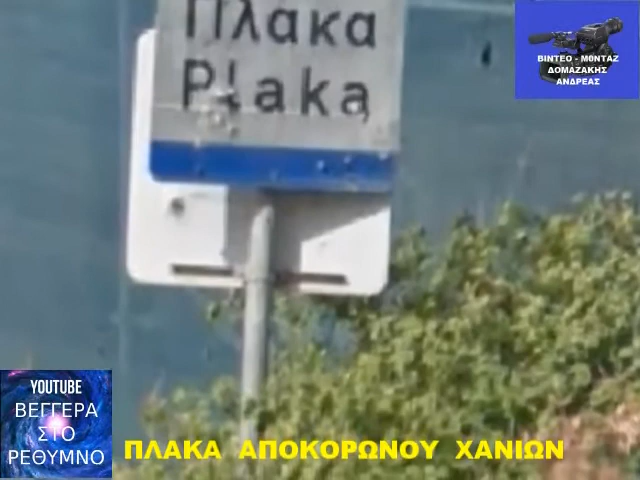 Πλακα
Plaka
ΒΙΝΤΕΟ - ΜΟΝΤΑΖ
ΔΟΜΑΖΑΚΗΣ
ΑΝΔΡΕΑΣ
YOUTUBE
ΒΕΓΓΕΡΑ
ΣΤΟ
ΡΕΘΥΜΝΟ
ΠΛΑΚΑ ΑΠΟΚΟΡΩΝΟΥ ΧΑΝΙΩΝ